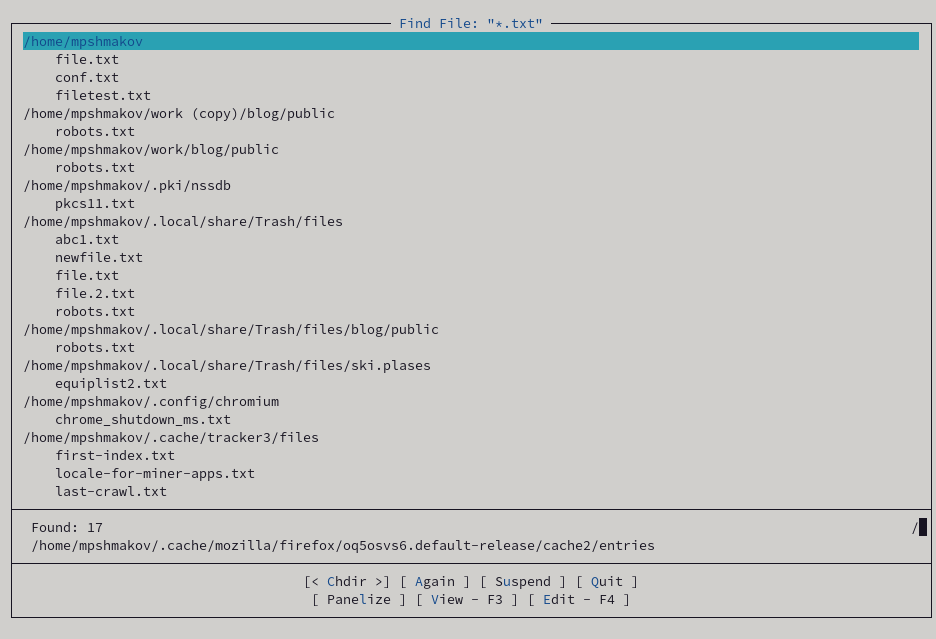 Find File: "*.txt"
/home/mpshmakov
file.txt
conf.txt
filetest.txt
/home/mpshmakov/work (copy)/blog/public
robots.txt
/home/mpshmakov/work/blog/public
robots.txt
/home/mpshmakov/.pki/nssdb
pkcs11.txt
/home/mpshmakov/.local/share/Trash/files
abc1.txt
newfile.txt
file.txt
file.2.txt
robots.txt
/home/mpshmakov/.local/share/Trash/files/blog/public
robots.txt
/home/mpshmakov/.local/share/Trash/files/ski.plases
equiplist2.txt
/home/mpshmakov/.config/chromium
chrome_shutdown_ms.txt
/home/mpshmakov/.cache/tracker3/files
first-index.txt
locale-for-miner-apps.txt
last-crawl.txt
Found: 17 /
/home/mpshmakov/.cache/mozilla/firefox/oq5osvs6.default-release/cache2/entries
[< Chdir >] [ Again ] [ Suspend ] [ Quit ]
[ Panelize ] [ View - F3 ] [ Edit - F4 ]